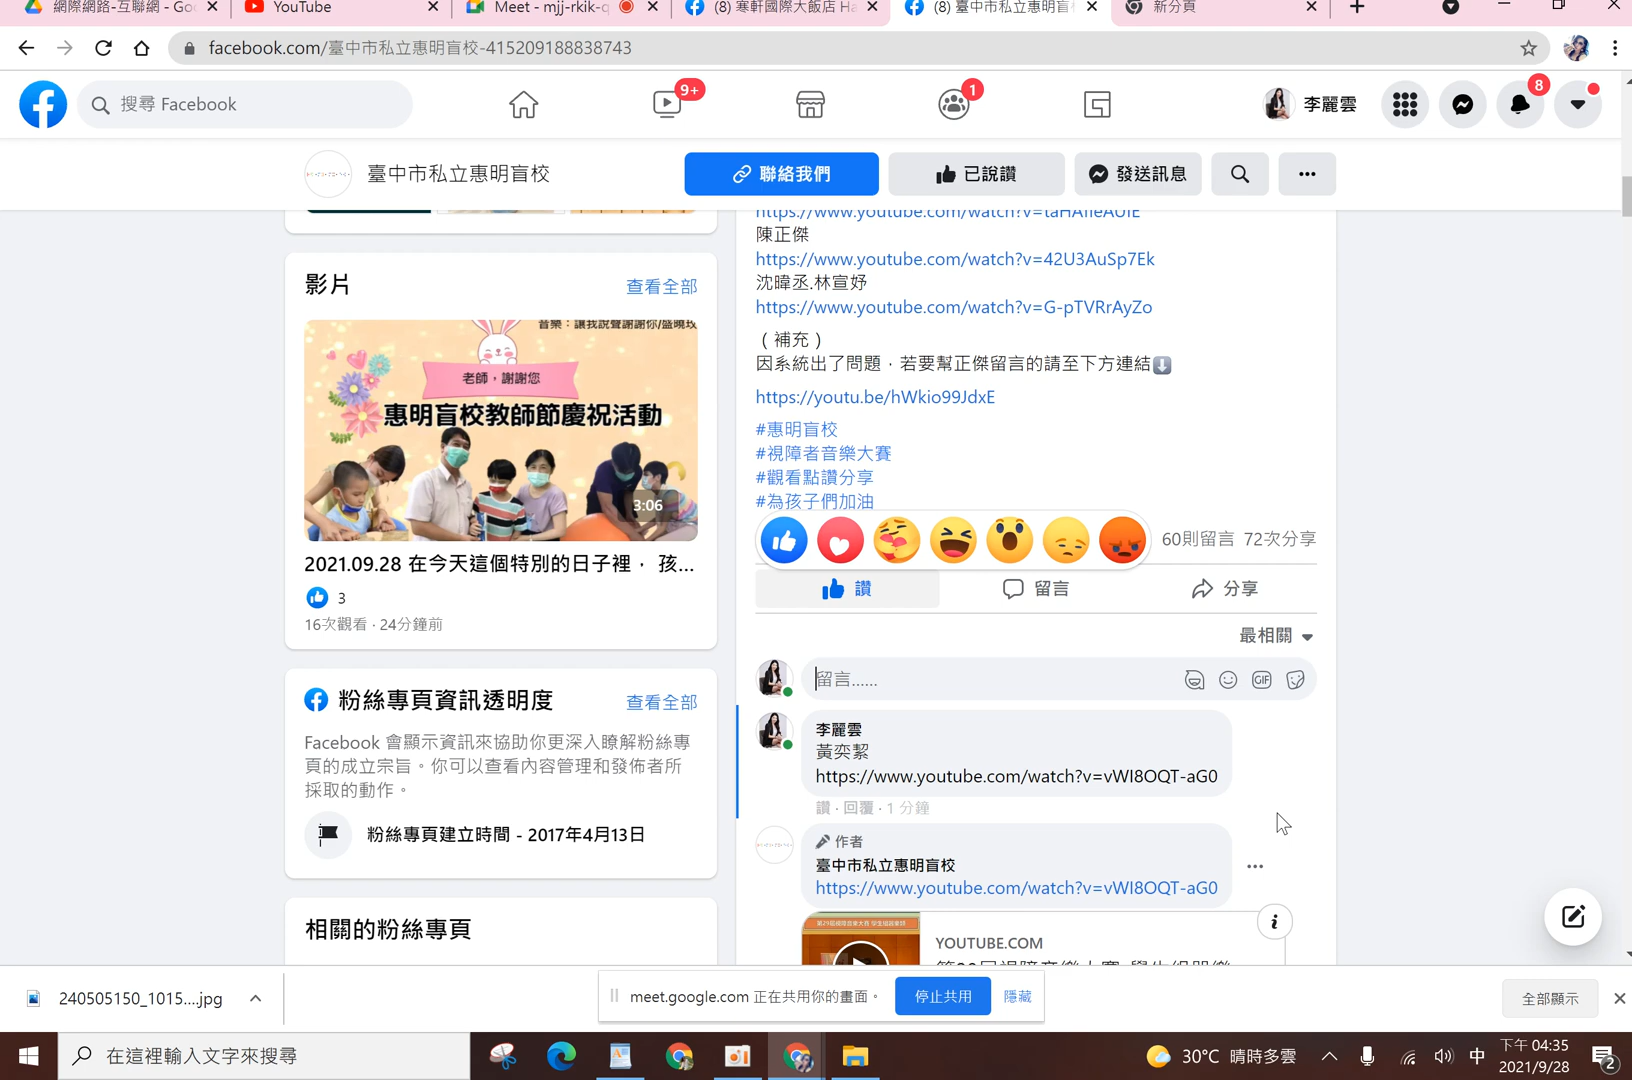 網際網路-互聯網 - Go
YouTube
Meet - mjj-rkik-q
(8) 寒軒國際大飯店 Ha
(8) 臺中市私立惠明盲
新分頁
facebook.com/臺中市私立惠明盲校-415209188838743
搜尋 Facebook
9+
1
李麗雲
8
臺中市私立惠明盲校
聯絡我們
已說讚
發送訊息
影片
查看全部
音樂：讓我說聲謝謝你/盛曉玫
老師，謝謝您
惠明盲校教師節慶祝活動
3:06
2021.09.28 在今天這個特別的日子裡， 孩...
3
16次觀看 · 24分鐘前
粉絲專頁資訊透明度
查看全部
Facebook 會顯示資訊來協助你更深入瞭解粉絲專
頁的成立宗旨。你可以查看內容管理和發佈者所
採取的動作。
粉絲專頁建立時間 - 2017年4月13日
相關的粉絲專頁
陳正傑
https://www.youtube.com/watch?v=42U3AuSp7Ek
沈暐丞.林宣妤
https://www.youtube.com/watch?v=G-pTVRrAyZo
（補充）
因系統出了問題，若要幫正傑留言的請至下方連結⬇️
https://youtu.be/hWkio99JdxE
#惠明盲校
#視障者音樂大賽
#觀看點讚分享
#為孩子們加油
60則留言 72次分享
讚
留言
分享
最相關
留言......
GIF
李麗雲
黃奕絜
https://www.youtube.com/watch?v=vWI8OQT-aG0
讚 · 回覆 · 1 分鐘
作者
臺中市私立惠明盲校
https://www.youtube.com/watch?v=vWI8OQT-aG0
YOUTUBE.COM
240505150_1015....jpg
meet.google.com 正在共用你的畫面。
停止共用
隱藏
全部顯示
在這裡輸入文字來搜尋
30°C 晴時多雲
中
下午 04:35
2021/9/28
2